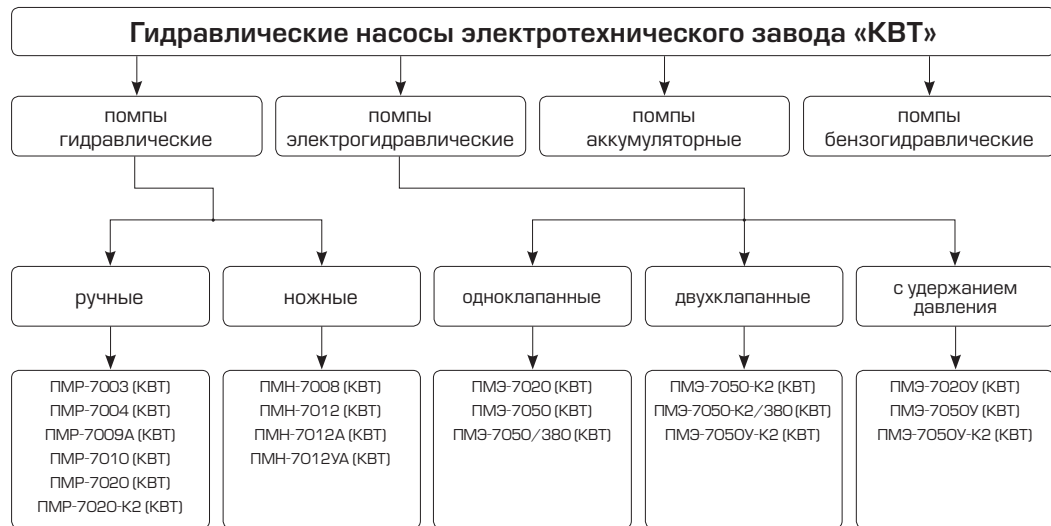 Гидравлические насосы электротехнического завода «КВТ»
помпы
гидравлические
помпы
электрогидравлические
помпы
аккумуляторные
помпы
бензогидравлические
ручные
ножные
одноклапанные
двухклапанные
с удержанием
давления
ПМР-7003 (КВТ)
ПМР-7004 (КВТ)
ПМР-7009А (КВТ)
ПМР-7010 (КВТ)
ПМР-7020 (КВТ)
ПМР-7020-К2 (КВТ)
ПМН-7008 (КВТ)
ПМН-7012 (КВТ)
ПМН-7012А (КВТ)
ПМН-7012УА (КВТ)
ПМЭ-7020 (КВТ)
ПМЭ-7050 (КВТ)
ПМЭ-7050/380 (КВТ)
ПМЭ-7050-К2 (КВТ)
ПМЭ-7050-К2/380 (КВТ)
ПМЭ-7050У-К2 (КВТ)
ПМЭ-7020У (КВТ)
ПМЭ-7050У (КВТ)
ПМЭ-7050У-К2 (КВТ)